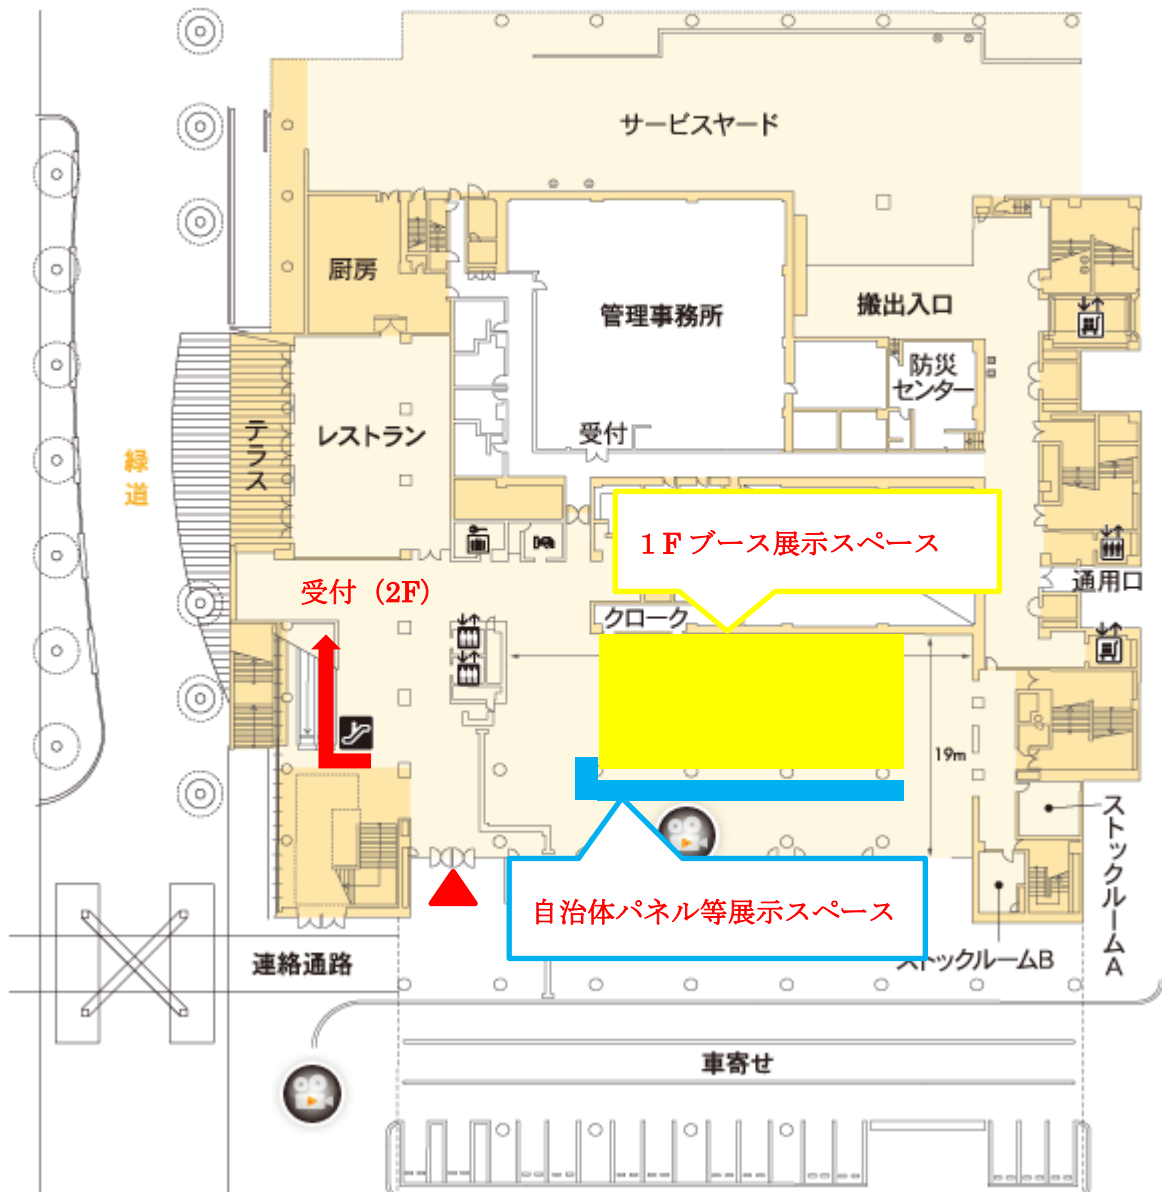 サービスヤード
厨房
管理事務所
搬出入口
防災
センター
テラス
レストラン
受付
緑道
1Fブース展示スペース
通用口
受付（2F）
クローク
19m
ストックルームA
自治体パネル等展示スペース
ストックルームB
連絡通路
車寄せ